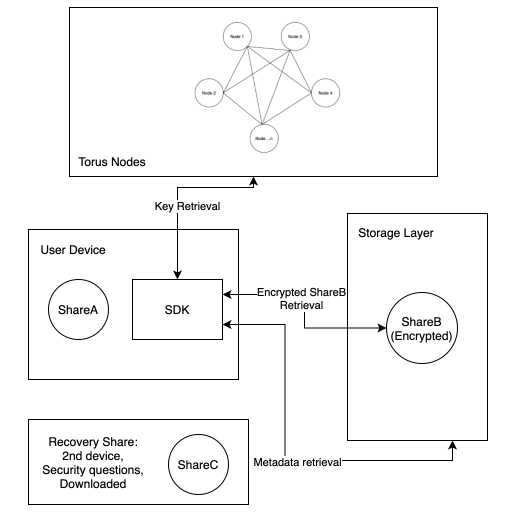 Node 1
Node 3
Node 2
Node 4
Node ...n
Torus Nodes
Key Retrieval
User Device
ShareA
SDK
Storage Layer
Encrypted ShareB
Retrieval
ShareB
(Encrypted)
Recovery Share:
2nd device,
Security questions,
Downloaded
ShareC
Metadata retrieval